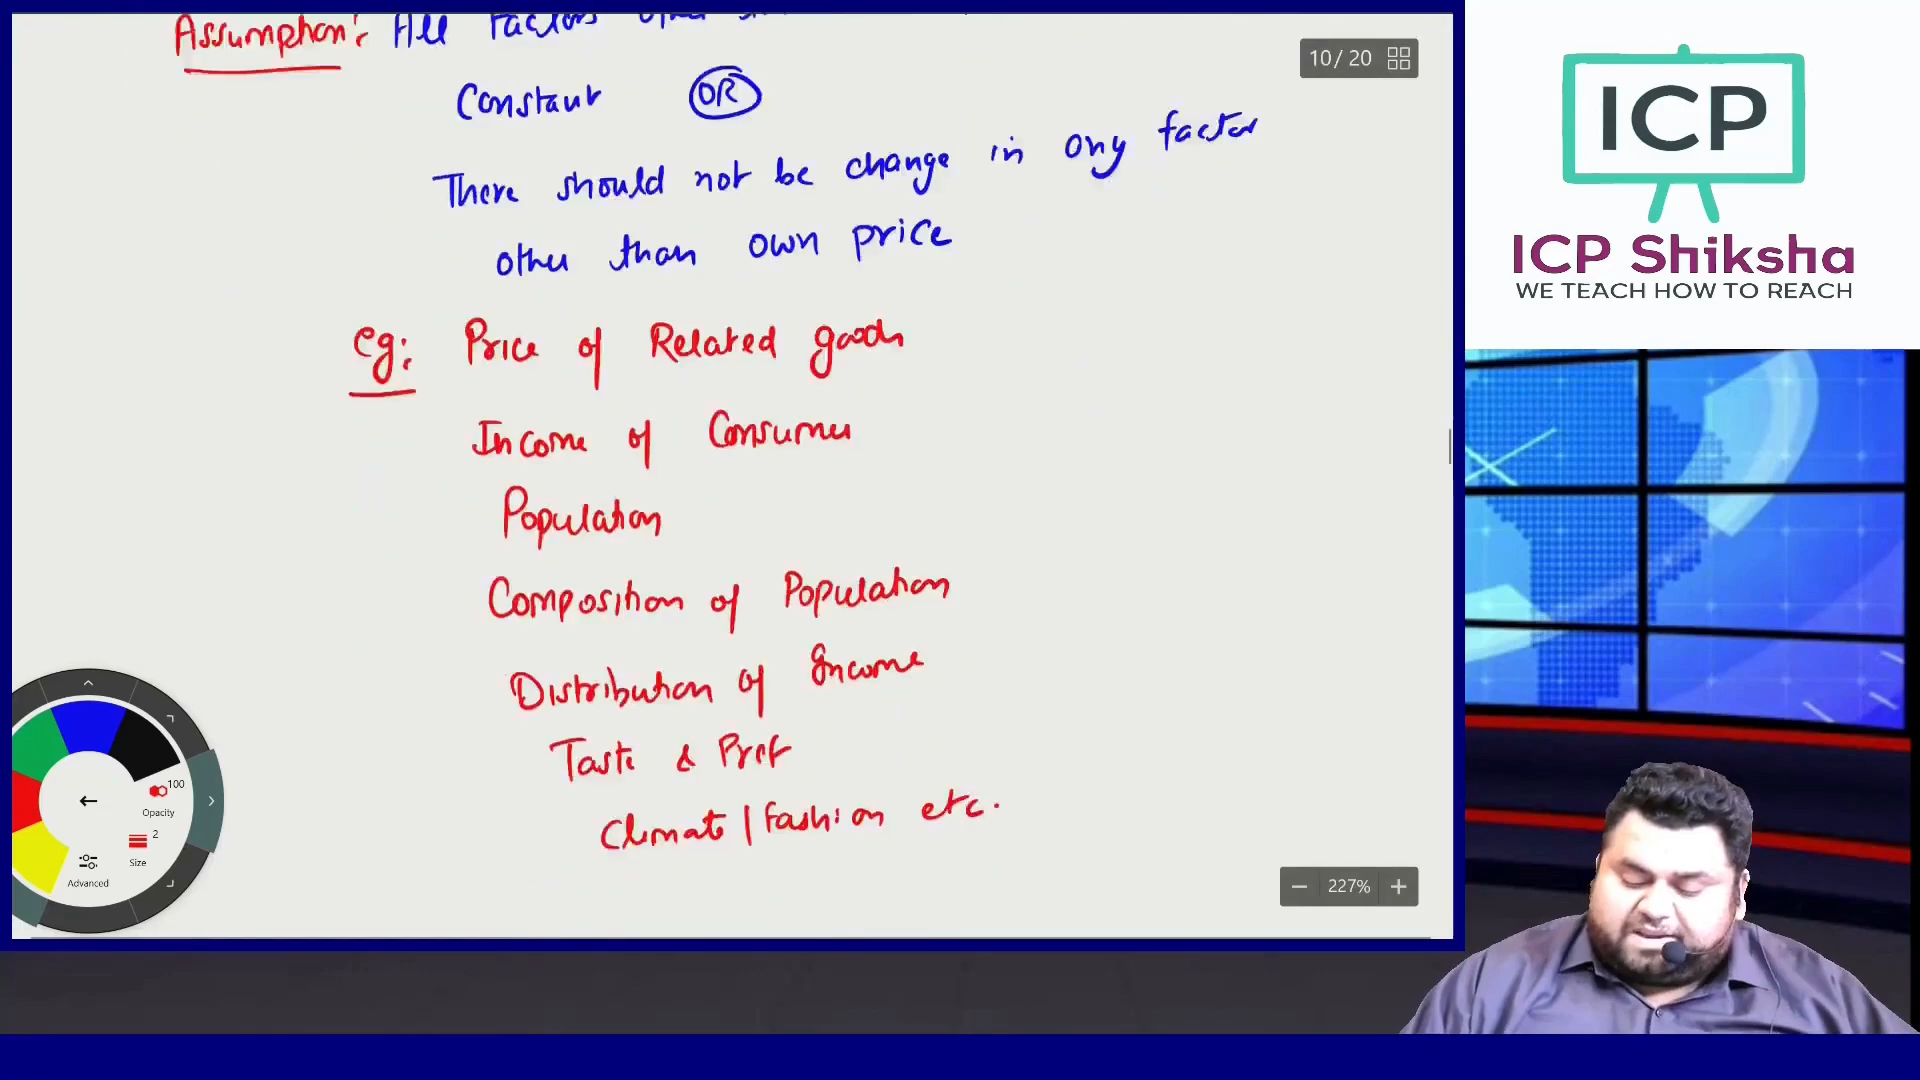 Assumption: All factors other
10 / 20
Constant OR
There should not be change in any factor
other than own price
eg: Price of Related goods
Income of Consumer
Population
Composition of Population
Distribution of Income
Taste & Pref
Climate | Fashion etc.
100
Opacity
2
Size
Advanced
227%
ICP
ICP Shiksha
WE TEACH HOW TO REACH